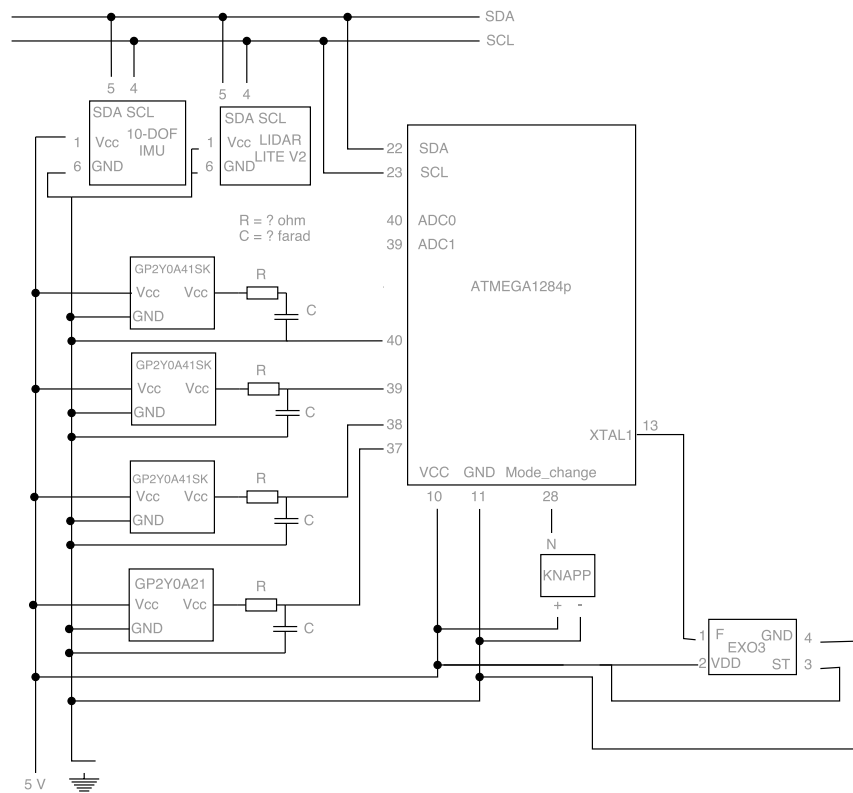 SDA
SCL
5 4
5 4
SDA SCL
10-DOF
IMU
1 Vcc
6 GND
SDA SCL
LIDAR
LITE V2
1 Vcc
6 GND
22 SDA
23 SCL
R = ? ohm
C = ? farad
40 ADC0
39 ADC1
ATMEGA1284p
GP2Y0A41SK
Vcc Vcc
GND
R
C
40
GP2Y0A41SK
Vcc Vcc
GND
R
C
39
38
37
XTAL1
13
GP2Y0A41SK
Vcc Vcc
GND
R
C
VCC GND Mode_change
10 11 28
N
KNAPP
+ -
GP2Y0A21
Vcc Vcc
GND
R
C
1 F GND 4
EXO3
2 VDD ST 3
5 V